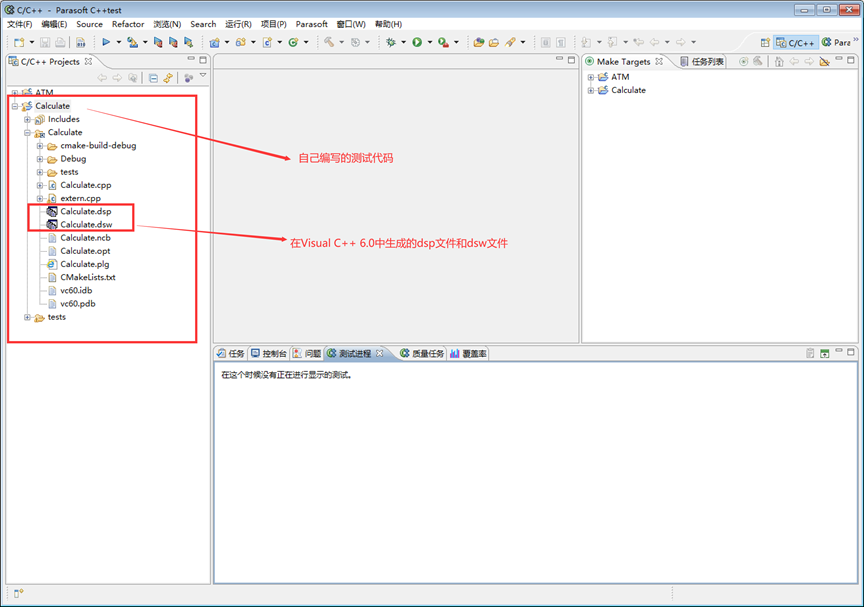 C/C++ - Parasoft C++test
文件(F) 编辑(E) Source Refactor 浏览(N) Search 运行(R) 项目(P) Parasoft 窗口(W) 帮助(H)
C/C++ Para
C/C++ Projects
ATM
Calculate
Includes
Calculate
cmake-build-debug
Debug
tests
Calculate.cpp
extern.cpp
Calculate.dsp
Calculate.dsw
Calculate.ncb
Calculate.opt
Calculate.plg
CMakeLists.txt
vc60.idb
vc60.pdb
tests
自己编写的测试代码
在Visual C++ 6.0中生成的dsp文件和dsw文件
Make Targets 任务列表
ATM
Calculate
任务 控制台 问题 测试进程 质量任务 覆盖率
在这个时候没有正在进行显示的测试。